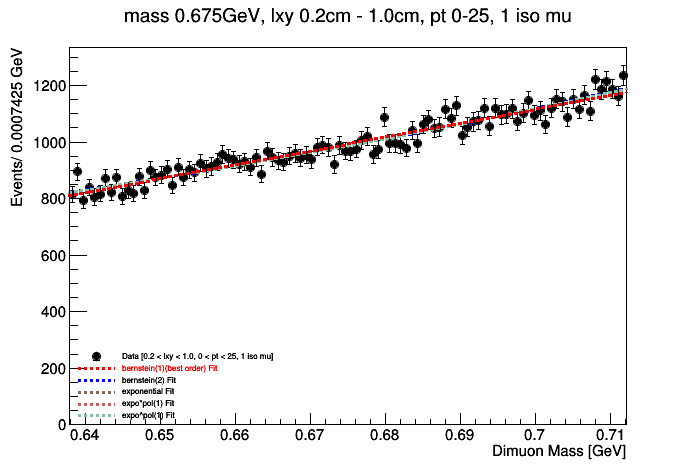 mass 0.675GeV, lxy 0.2cm - 1.0cm, pt 0-25, 1 iso mu
Events/ 0.0007425 GeV
1200
1000
800
600
400
200
0
Data [0.2 < lxy < 1.0, 0 < pt < 25, 1 iso mu]
bernstein(1)(best order) Fit
bernstein(2) Fit
exponential Fit
expo*pol(1) Fit
expo*pol(1) Fit
0.64 0.65 0.66 0.67 0.68 0.69 0.7 0.71
Dimuon Mass [GeV]